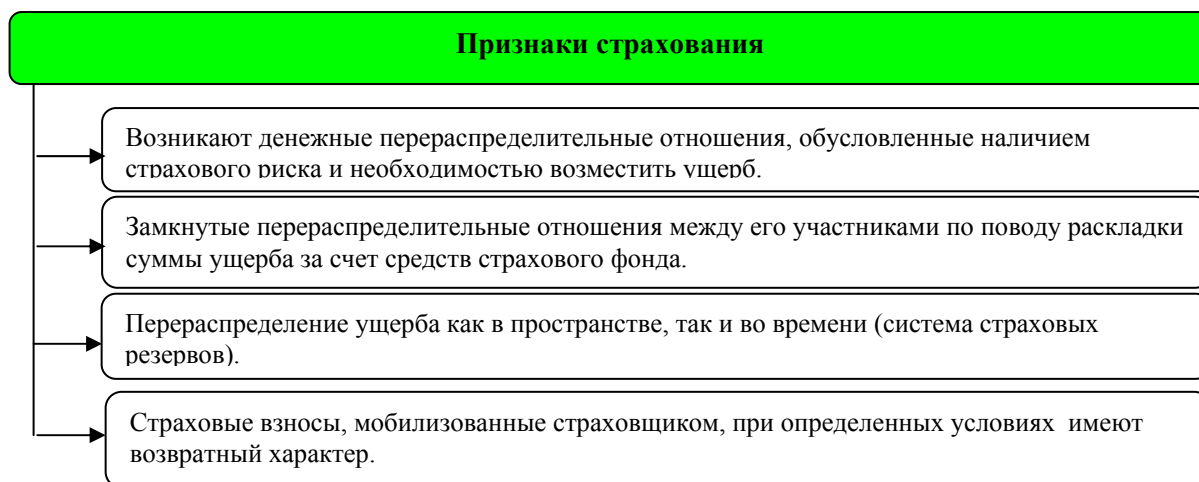 Признаки страхования
Возникают денежные перераспределительные отношения, обусловленные наличием
страхового риска и необходимостью возместить ущерб.
Замкнутые перераспределительные отношения между его участниками по поводу раскладки
суммы ущерба за счет средств страхового фонда.
Перераспределение ущерба как в пространстве, так и во времени (система страховых
резервов).
Страховые взносы, мобилизованные страховщиком, при определенных условиях имеют
возвратный характер.